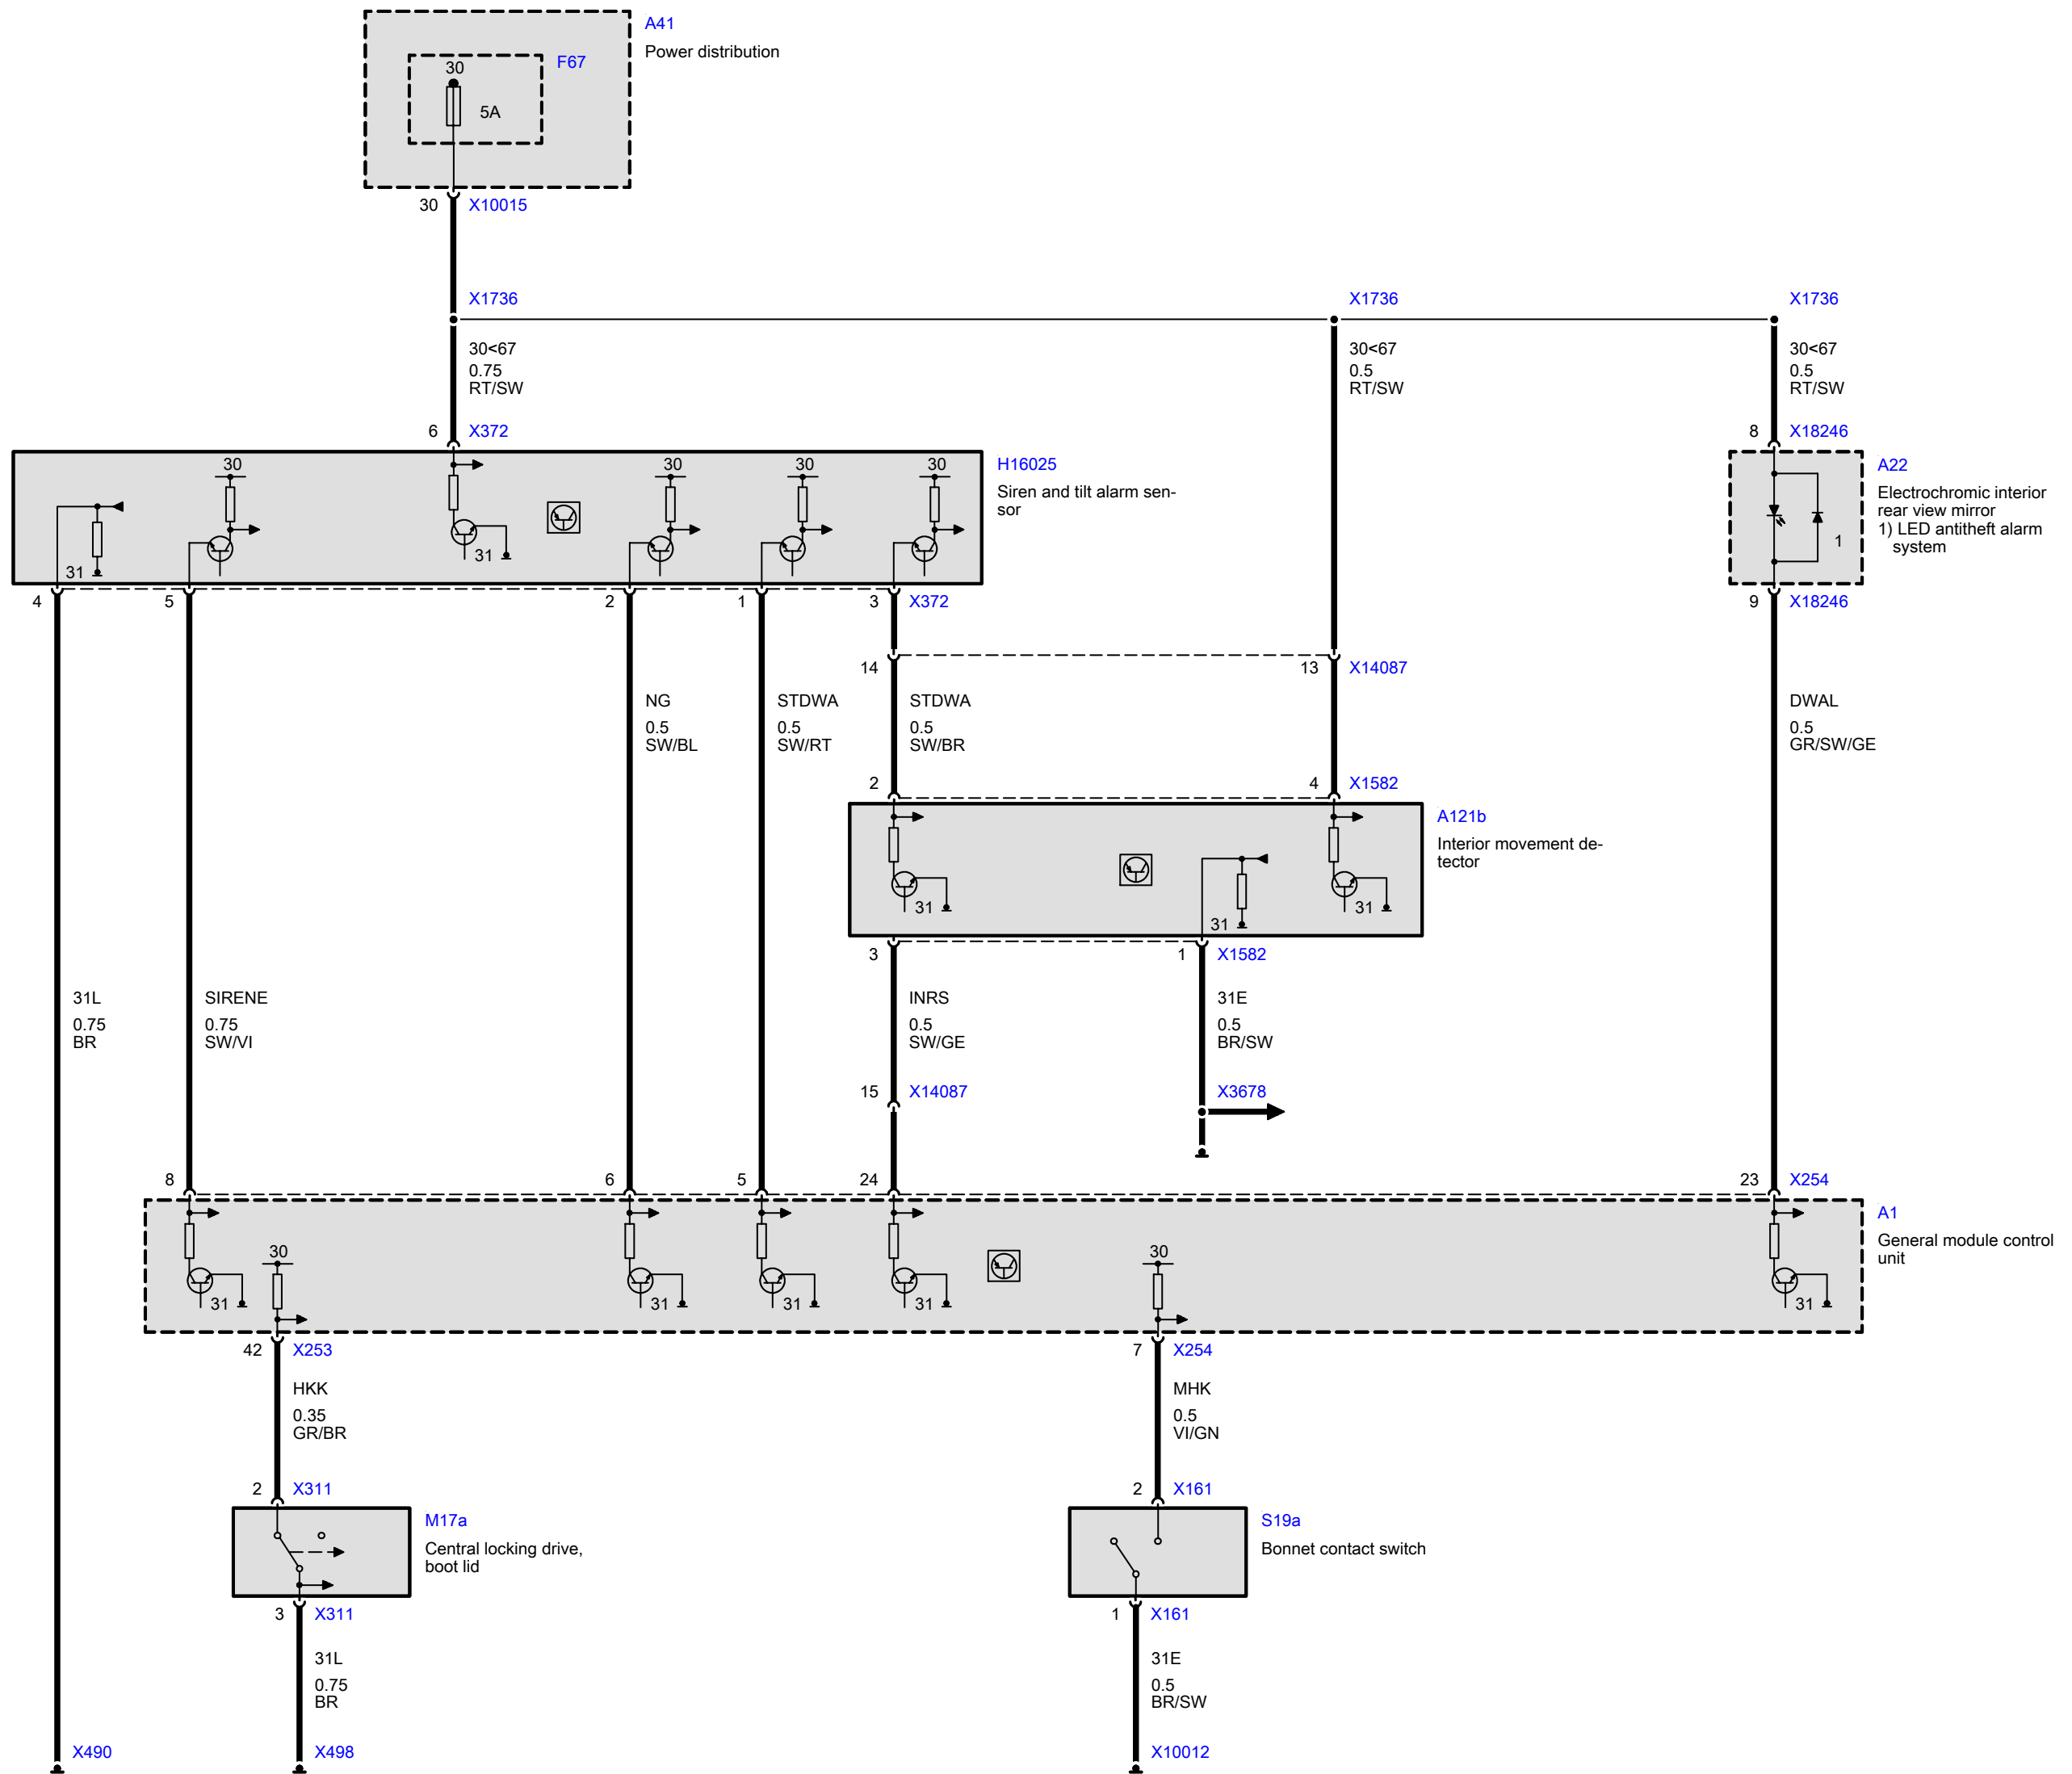 A41
Power distribution
F67
30
5A
30 X10015
X1736 X1736 X1736
30<67 30<67 30<67
0.75 0.5 0.5
RT/SW RT/SW RT/SW
6 X372 8 X18246
30 30 30 30
H16025
Siren and tilt alarm sen-
sor
31
31
A22
Electrochromic interior
rear view mirror
1) LED antitheft alarm
system
1
4 5 2 1 3 X372 9 X18246
14 13 X14087
NG STDWA STDWA DWAL
0.5 0.5 0.5 0.5
SW/BL SW/RT SW/BR GR/SW/GE
2 4 X1582
A121b
Interior movement de-
tector
31 31
31
3 1 X1582
31L SIRENE INRS 31E
0.75 0.75 0.5 0.5
BR SW/VI SW/GE BR/SW
15 X14087 X3678
8 6 5 24 23 X254
A1
General module control
unit
30 30
31 31 31 31 31
42 X253 7 X254
HKK MHK
0.35 0.5
GR/BR VI/GN
2 X311 2 X161
M17a
Central locking drive,
boot lid
S19a
Bonnet contact switch
3 X311 1 X161
31L 31E
0.75 0.5
BR BR/SW
X490 X498 X10012